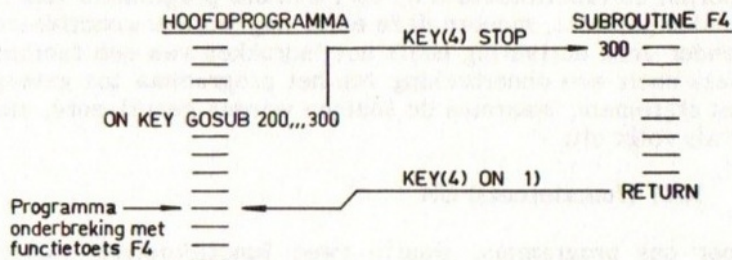 HOOFDPROGRAMMA
SUBROUTINE F4
KEY(4) STOP
300
ON KEY GOSUB 200,,,300
KEY(4) ON 1)
RETURN
Programma
onderbreking met
functietoets F4